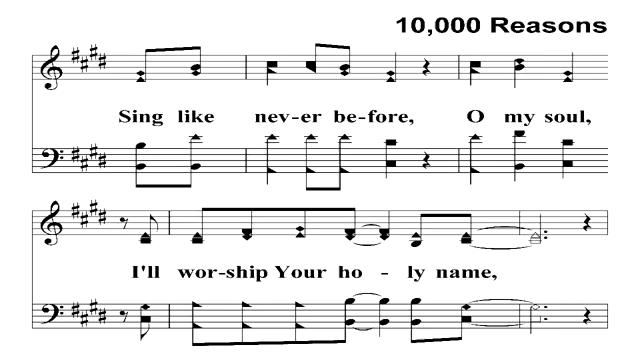 10,000 Reasons
Sing like nev-er be-fore, O my soul,
I'll wor-ship Your ho - ly name,